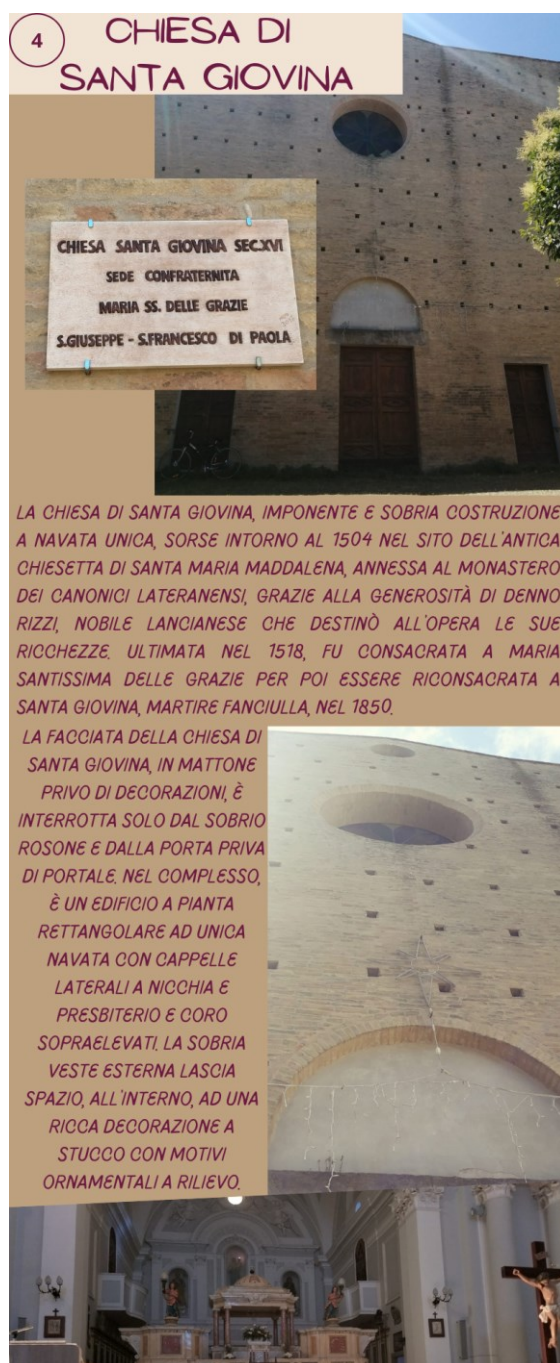 4
CHIESA DI
SANTA GIOVINA
CHIESA SANTA GIOVINA SEC.XVI
SEDE CONFRATERNITA
MARIA SS. DELLE GRAZIE
S.GIUSEPPE - S.FRANCESCO DI PAOLA
LA CHIESA DI SANTA GIOVINA, IMPONENTE E SOBRIA COSTRUZIONE
A NAVATA UNICA, SORSE INTORNO AL 1504 NEL SITO DELL'ANTICA
CHIESETTA DI SANTA MARIA MADDALENA, ANNESSA AL MONASTERO
DEI CANONICI LATERANENSI, GRAZIE ALLA GENEROSITÀ DI DENNO
RIZZI, NOBILE LANCIANESE CHE DESTINÒ ALL'OPERA LE SUE
RICCHEZZE. ULTIMATA NEL 1518, FU CONSACRATA A MARIA
SANTISSIMA DELLE GRAZIE PER POI ESSERE RICONSACRATA A
SANTA GIOVINA, MARTIRE FANCIULLA, NEL 1850.
LA FACCIATA DELLA CHIESA DI
SANTA GIOVINA, IN MATTONE
PRIVO DI DECORAZIONI, È
INTERROTTA SOLO DAL SOBRIO
ROSONE E DALLA PORTA PRIVA
DI PORTALE. NEL COMPLESSO,
È UN EDIFICIO A PIANTA
RETTANGOLARE AD UNICA
NAVATA CON CAPPELLE
LATERALI A NICCHIA E
PRESBITERIO E CORO
SOPRAELEVATI. LA SOBRIA
VESTE ESTERNA LASCIA
SPAZIO, ALL'INTERNO, AD UNA
RICCA DECORAZIONE A
STUCCO CON MOTIVI
ORNAMENTALI A RILIEVO.